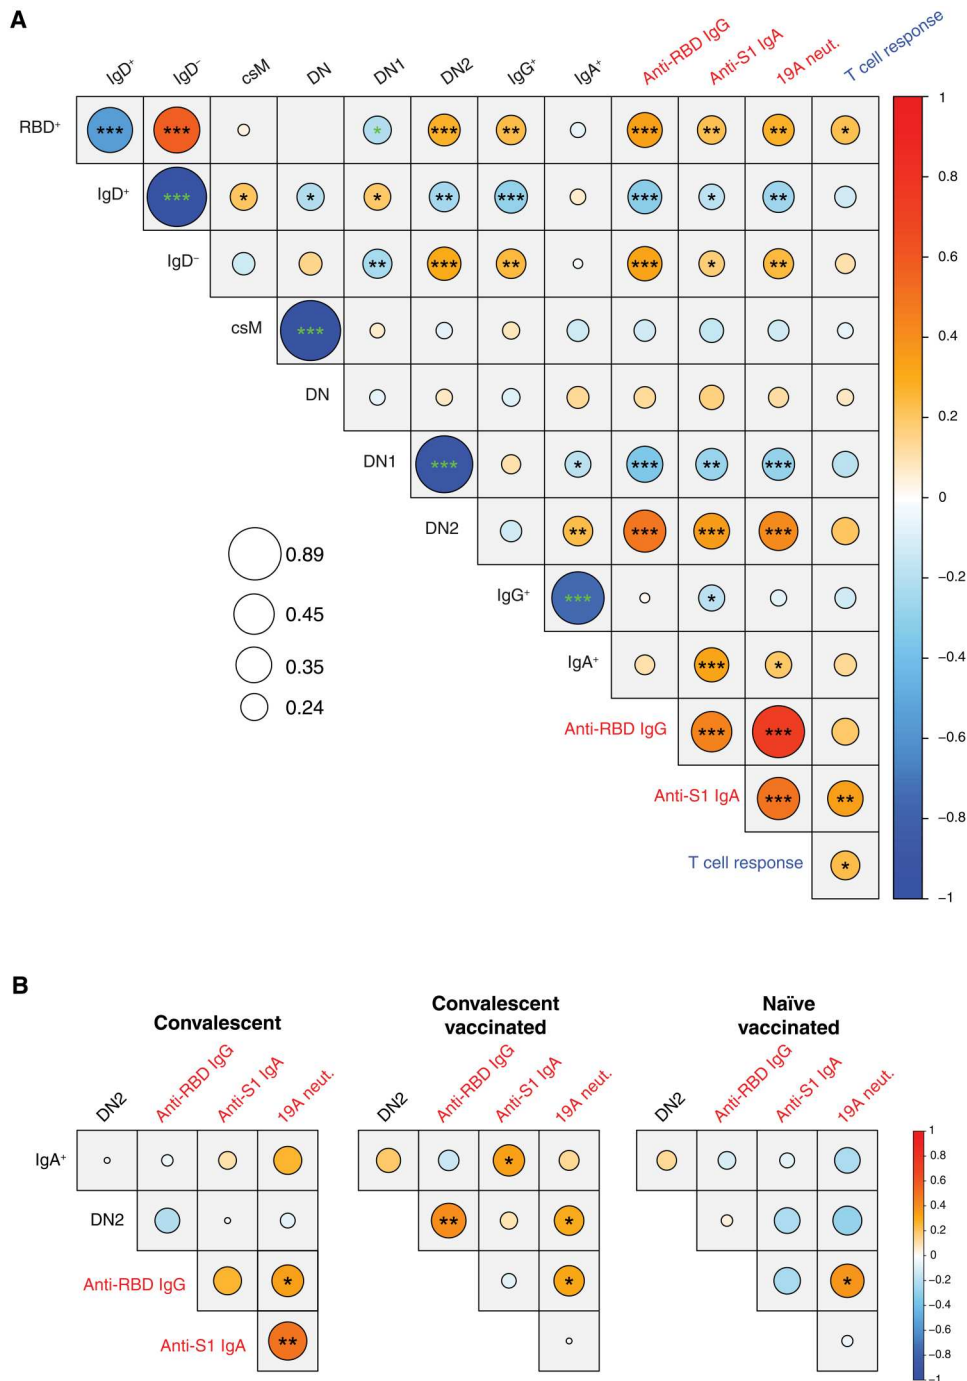 A
IgD⁺ IgD⁻ csM DN DN1 DN2 IgG⁺ IgA⁺ Anti-RBD IgG Anti-S1 IgA 19A neut. T cell response
RBD⁺ *** *** * *** ** *** ** ** *
IgD⁺ *** * * * ** *** *** * **
IgD⁻ ** *** ** *** * **
csM ***
DN
DN1 *** * *** ** ***
DN2 ** *** *** ***
IgG⁺ *** *
IgA⁺ *** *
Anti-RBD IgG *** ***
Anti-S1 IgA *** **
T cell response *
0.89
0.45
0.35
0.24
1
0.8
0.6
0.4
0.2
0
−0.2
−0.4
−0.6
−0.8
−1
B
Convalescent
DN2 Anti-RBD IgG Anti-S1 IgA 19A neut.
IgA⁺
DN2
Anti-RBD IgG *
Anti-S1 IgA **
Convalescent
vaccinated
DN2 Anti-RBD IgG Anti-S1 IgA 19A neut.
*
** *
*
Naïve
vaccinated
DN2 Anti-RBD IgG Anti-S1 IgA 19A neut.
*
1
0.8
0.6
0.4
0.2
0
−0.2
−0.4
−0.6
−0.8
−1